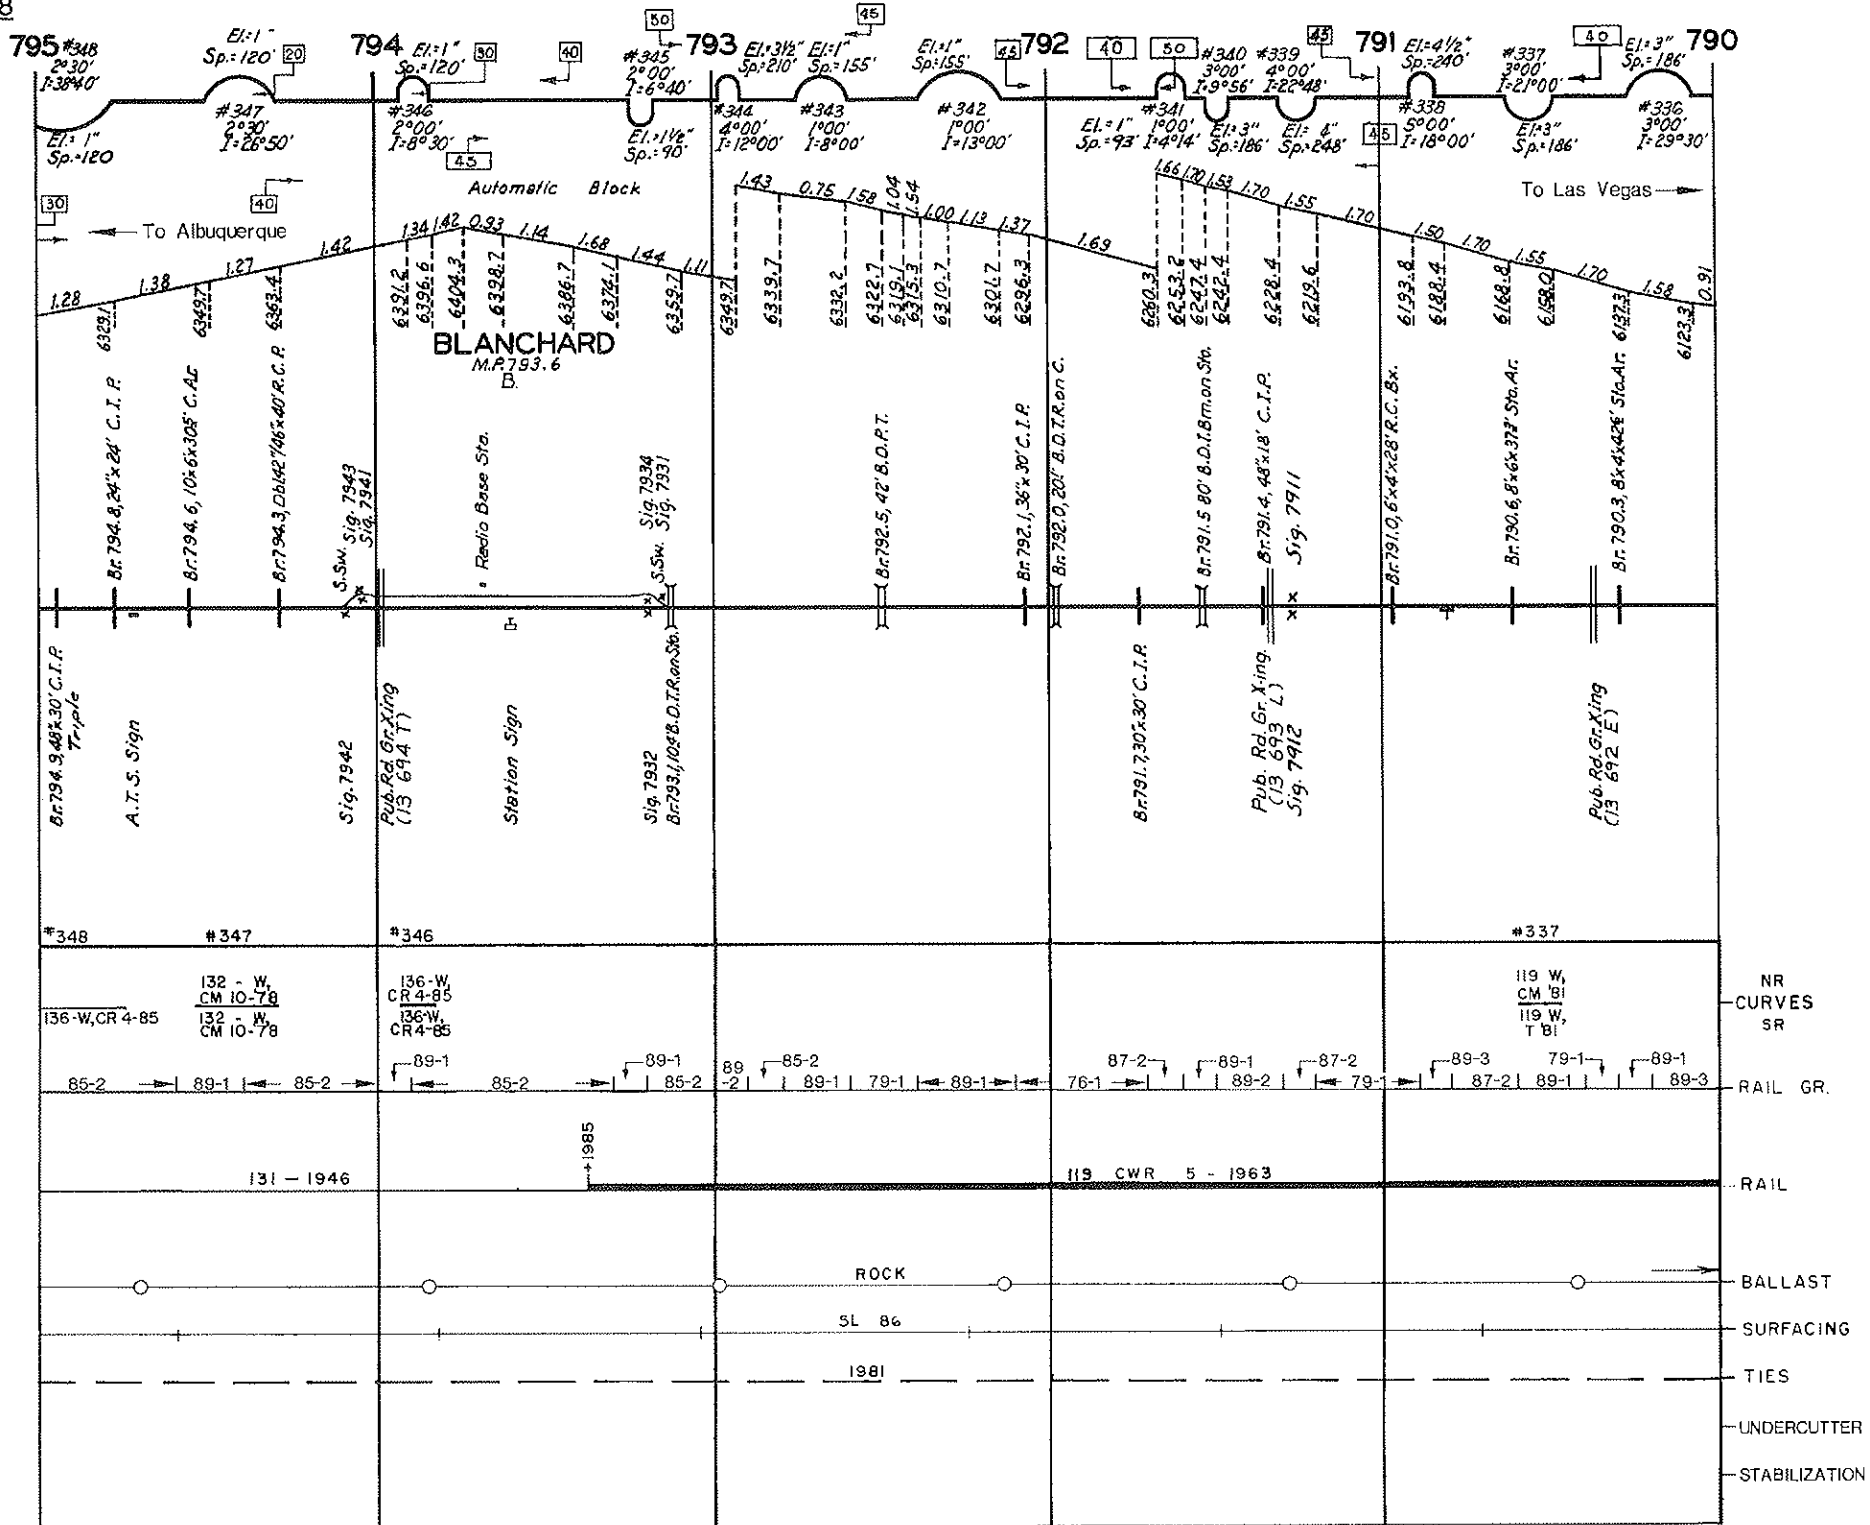 8
795 794 793 792 791 790
#348
2°30'
I=38°40'
El.=1"
Sp.=120
El.=1"
Sp.=120'
20
#347
2°30'
I=26°50'
El.=1"
Sp.=120'
30
#346
2°00'
I=8°30'
40
45
50
#345
2°00'
I=6°40'
El.=1½"
Sp.=90'
#344
4°00'
I=12°00'
El.=3½"
Sp.=210'
El.=1"
Sp.=155'
45
#343
1°00'
I=8°00'
El.=1"
Sp.=155'
45
#342
1°00'
I=13°00'
40
50
El.=1"
Sp.=93'
#341
1°00'
I=4°14'
#340
3°00'
I=9°56'
El.=3"
Sp.=186'
#339
4°00'
I=22°48'
El.=4"
Sp.=248'
45
45
El.=4½"
Sp.=240'
#338
5°00'
I=18°00'
#337
3°00'
I=21°00'
El.=3"
Sp.=186'
40
El.=3"
Sp.=186'
#336
3°00'
I=29°30'
30
40
To Albuquerque
Automatic Block
To Las Vegas
1.28 1.38 1.27 1.42 1.34 1.42 0.93 1.14 1.68 1.44 1.11
1.43 0.75 1.58 1.04 1.54 1.00 1.13 1.37 1.69
1.66 1.70 1.53 1.70 1.55 1.70 1.50 1.70 1.55 1.70 1.58 0.91
6329.1
6349.7
6363.4
6391.2
6396.6
6404.3
6398.7
6386.7
6374.1
6359.7
6349.7
6339.7
6332.2
6322.7
6319.1
6315.3
6310.7
6301.7
6296.3
6260.3
6253.2
6247.4
6242.4
6228.4
6219.6
6193.8
6188.4
6168.8
6158.0
6137.3
6123.3
BLANCHARD
M.P.793.6
B.
Br.794.8,24"x24' C.I.P.
Br.794.6,10'x6'x30.5' C.Ar.
Br.794.3,Dbl.42"/46'x40' R.C.P.
S.Sw.
Sig. 7943
Sig. 7941
Radio Base Sta.
Sig. 7934
S.Sw. Sig. 7931
Br.792.5, 42' B.D.P.T.
Br.792.1,36"x30' C.I.P.
Br.792.0, 20' B.D.T.R.on C.
Br.791.5 80' B.D.I.Bm.on Sto.
Br.791.4, 48"x18' C.I.P.
Sig. 7911
Br.791.0,6'x4'x28' R.C.Bx.
Br.790.6,8'x6'x37.2' Sto.Ar.
Br.790.3,8'x4'x42.6' Sto.Ar.
Br.794.9,48"x30' C.I.P.
Triple
A.T.S. Sign
Sig.7942
Pub.Rd.Gr.Xing
(13 694 T)
Station Sign
Sig.7932
Br.793.1,104'B.D.T.R.onSto.
Br.791.7,30"x30' C.I.P.
Pub. Rd. Gr. X-ing.
(13 693 L)
Sig. 7912
Pub.Rd.Gr.Xing
(13 692 E)
#348 #347 #346 #337
136-W,CR 4-85
132 - W,
CM 10-78
132 - W,
CM 10-78
136-W,
CR 4-85
136-W,
CR 4-85
119 W,
CM '81
119 W,
T '81
NR
CURVES
SR
85-2 89-1 85-2 89-1 85-2 89-1 85-2 89
-2 85-2 89-1 79-1 89-1 76-1 87-2 89-1 89-2 87-2 79-1 89-3 87-2 89-1 79-1 89-1 89-3 RAIL GR.
131 - 1946
+1985
119 CWR 5 - 1963
RAIL
ROCK
BALLAST
SL 86
SURFACING
1981
TIES
UNDERCUTTER
STABILIZATION